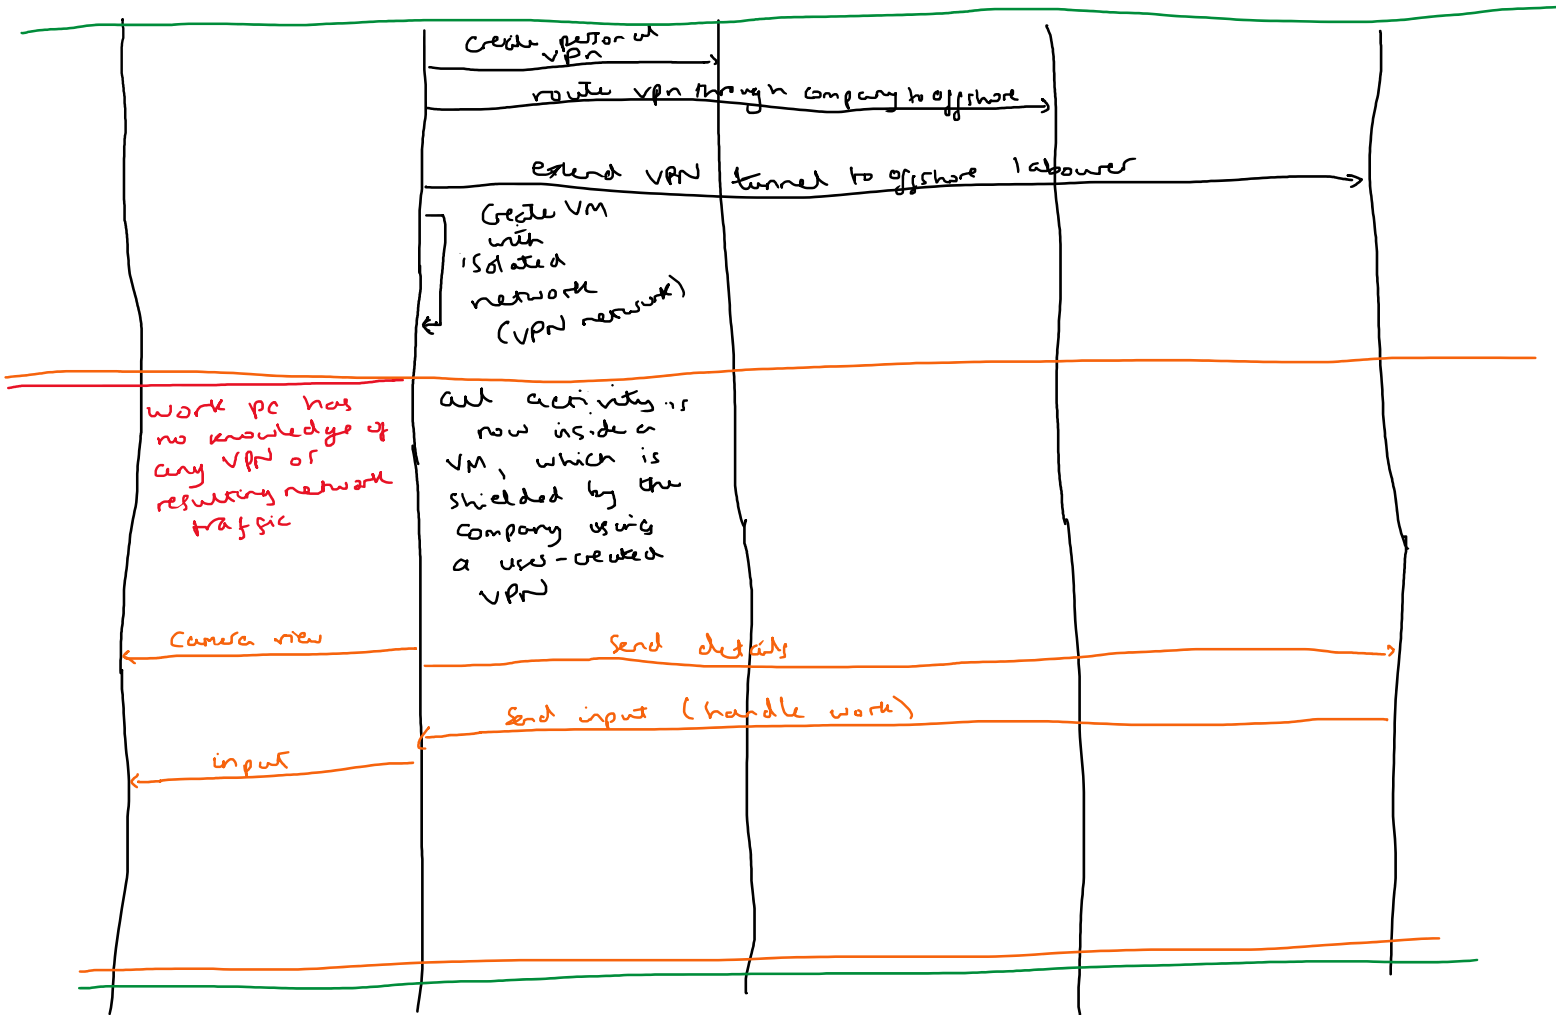 Create personal
VPN
route vpn through company to offshore
extend VPN tunnel to offshore labourer
Create VM
with
isolated
network
(VPN network)
work pc has
no knowledge of
any VPN or
resulting network
traffic
all activity is
now inside a
VM, which is
shielded by the
company using
a user-created
VPN
Camera view
Send details
Send input (handle work)
input